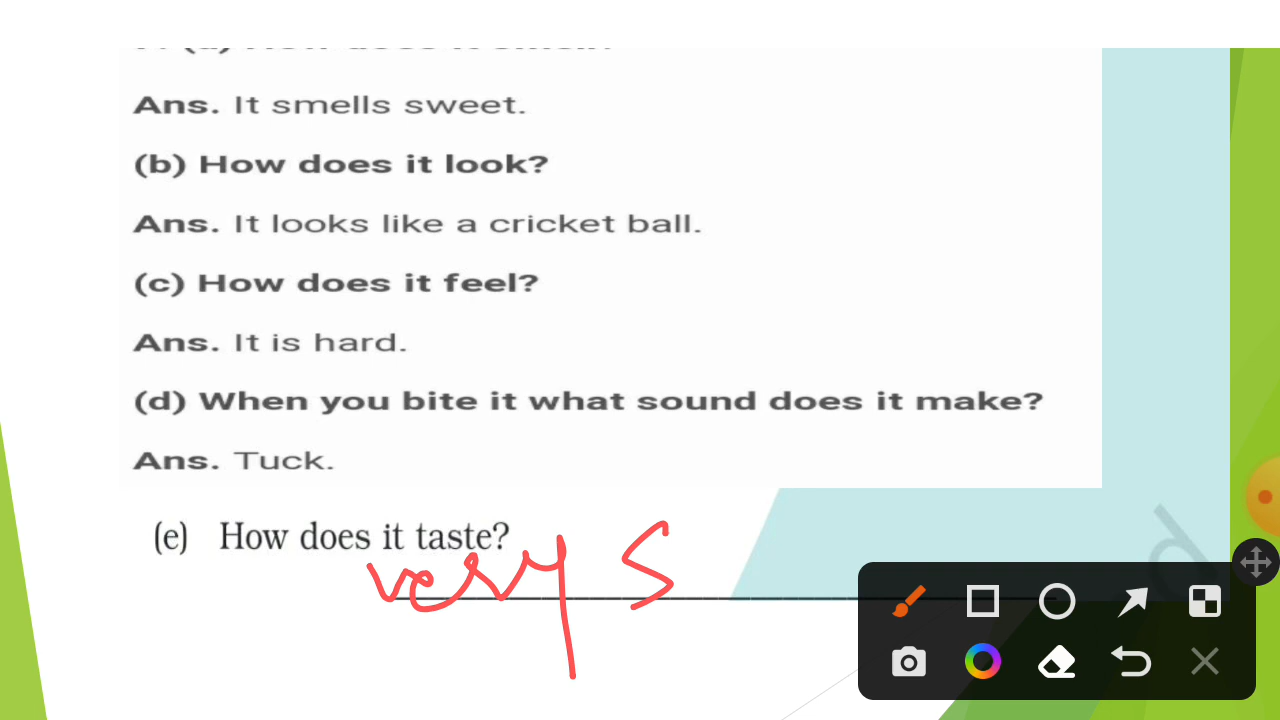 Ans. It smells sweet.
(b) How does it look?
Ans. It looks like a cricket ball.
(c) How does it feel?
Ans. It is hard.
(d) When you bite it what sound does it make?
Ans. Tuck.
(e) How does it taste?
very s
d